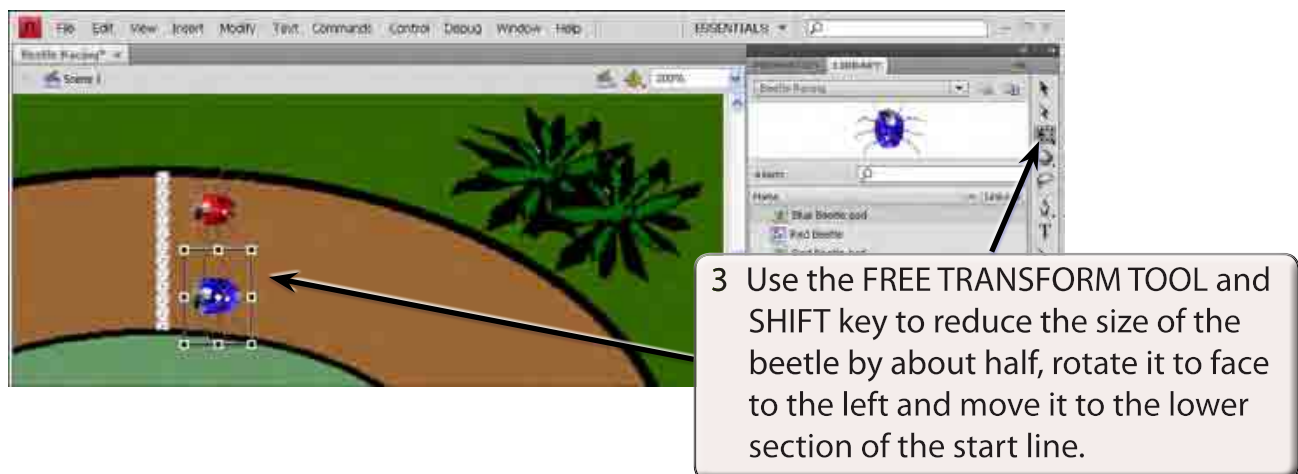 File Edit View Insert Modify Text Commands Control Debug Window Help
ESSENTIALS
Beetle Racing*
Scene 1
200%
LIBRARY
Beetle Racing
Name
Blue Beetle.psd
Red Beetle
3 Use the FREE TRANSFORM TOOL and
SHIFT key to reduce the size of the
beetle by about half, rotate it to face
to the left and move it to the lower
section of the start line.